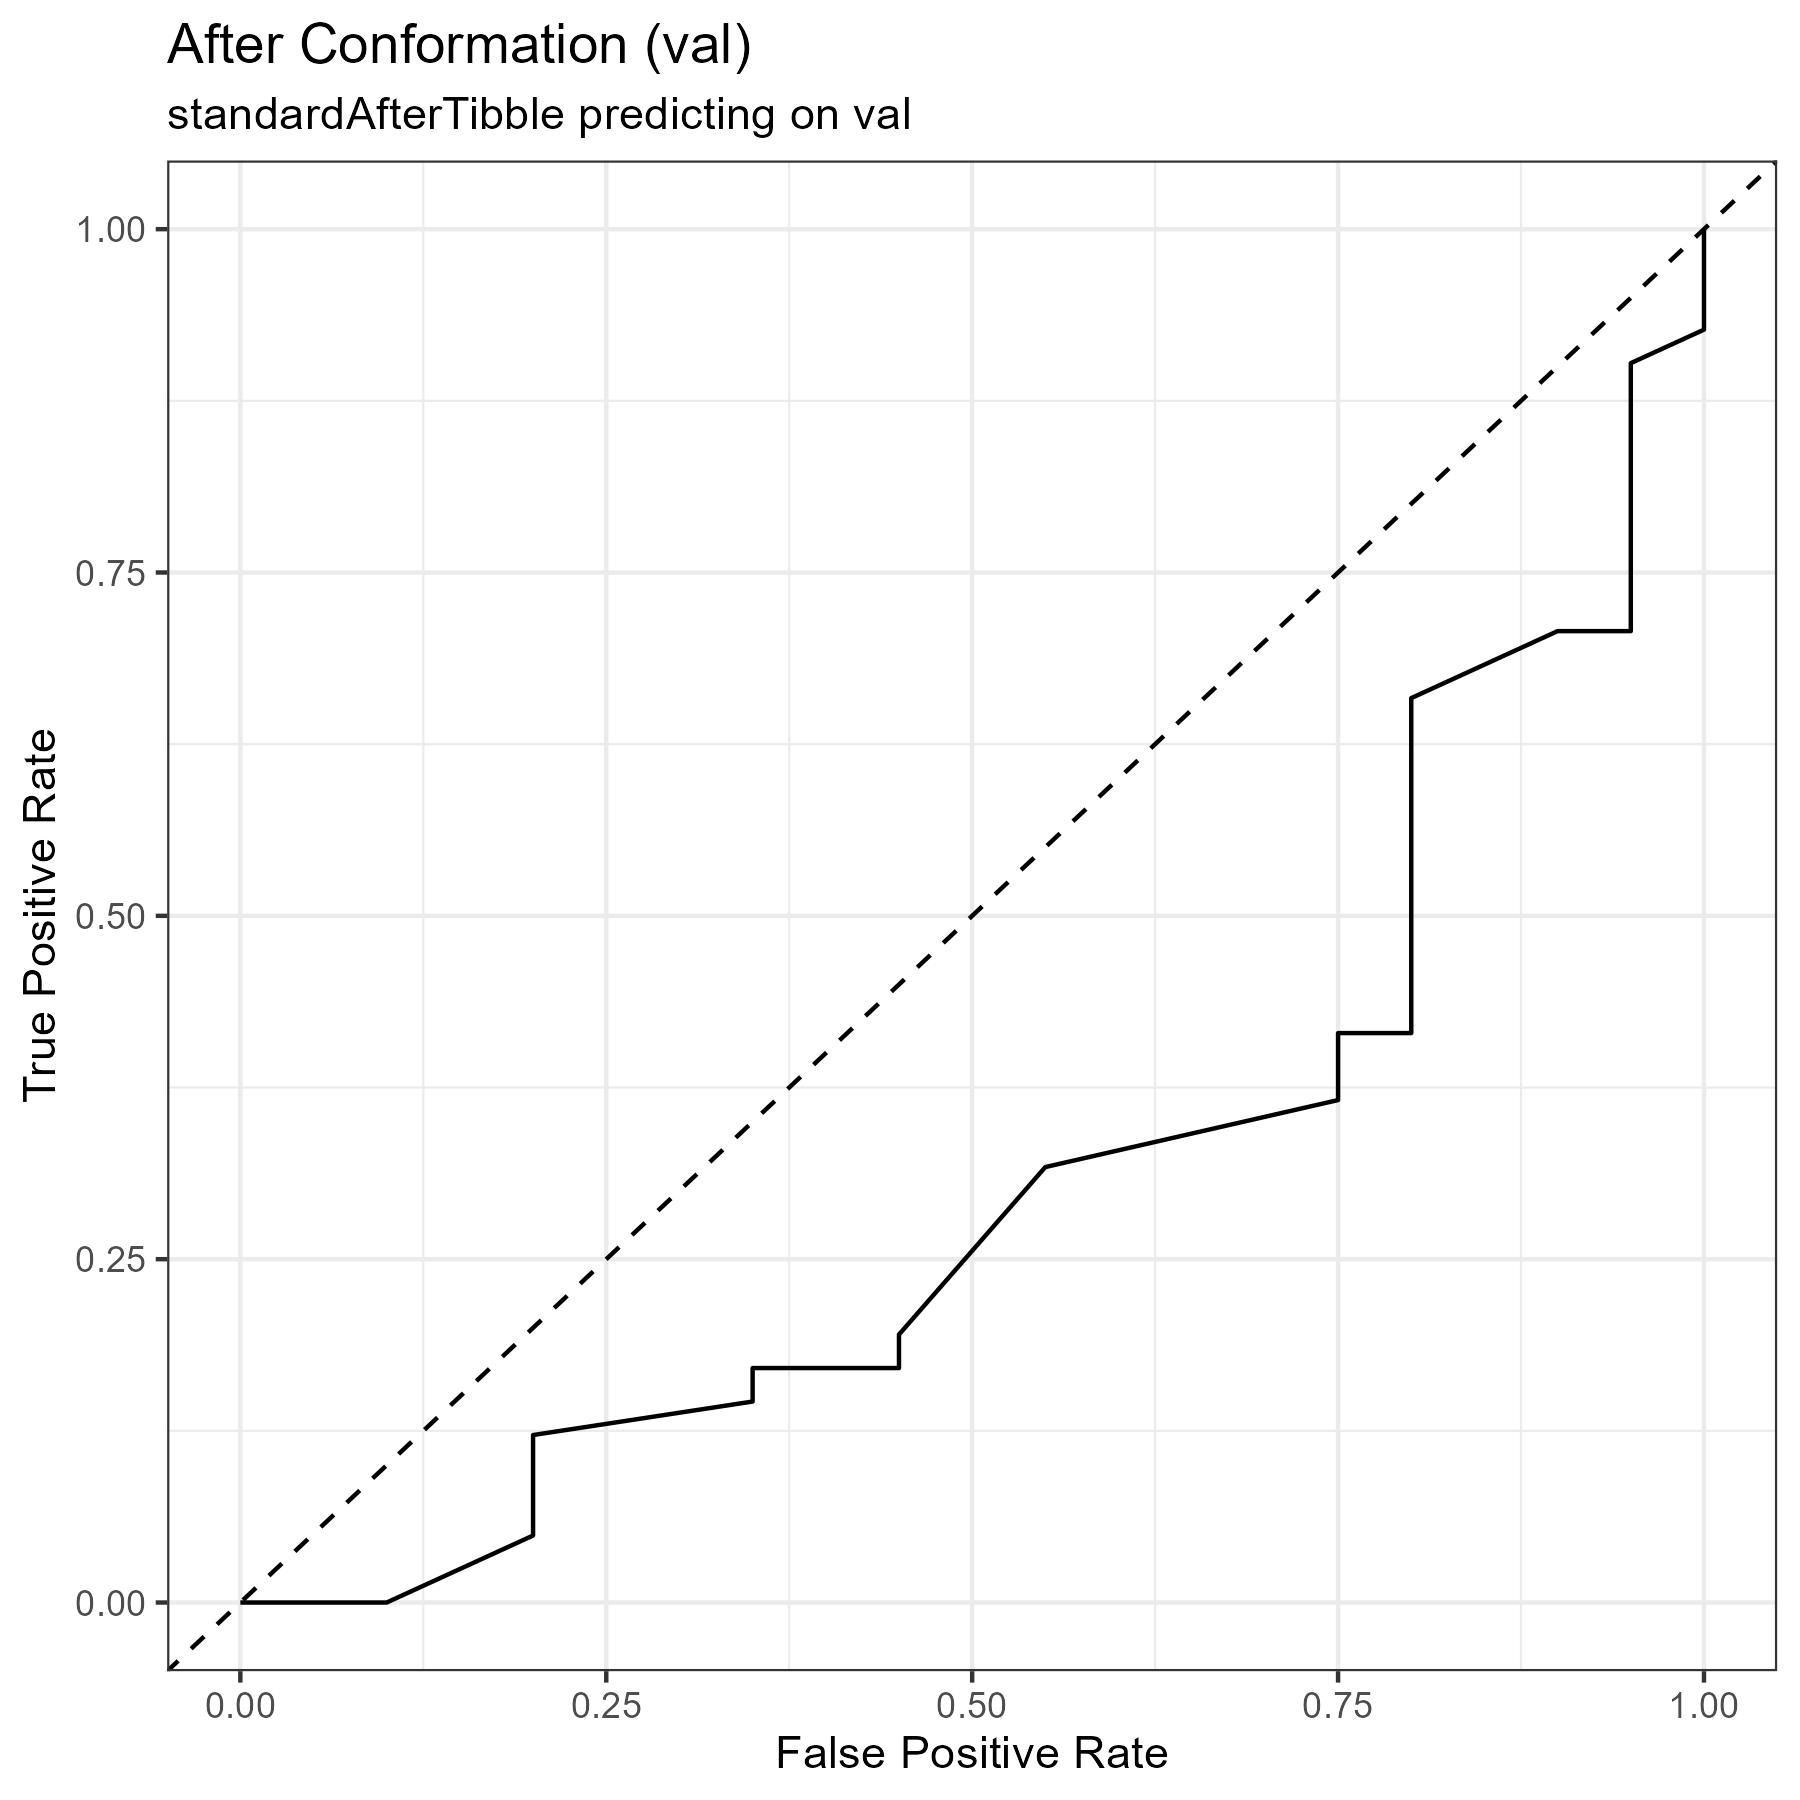 After Conformation (val)
standardAfterTibble predicting on val
True Positive Rate
1.00
0.75
0.50
0.25
0.00
0.00 0.25 0.50 0.75 1.00
False Positive Rate